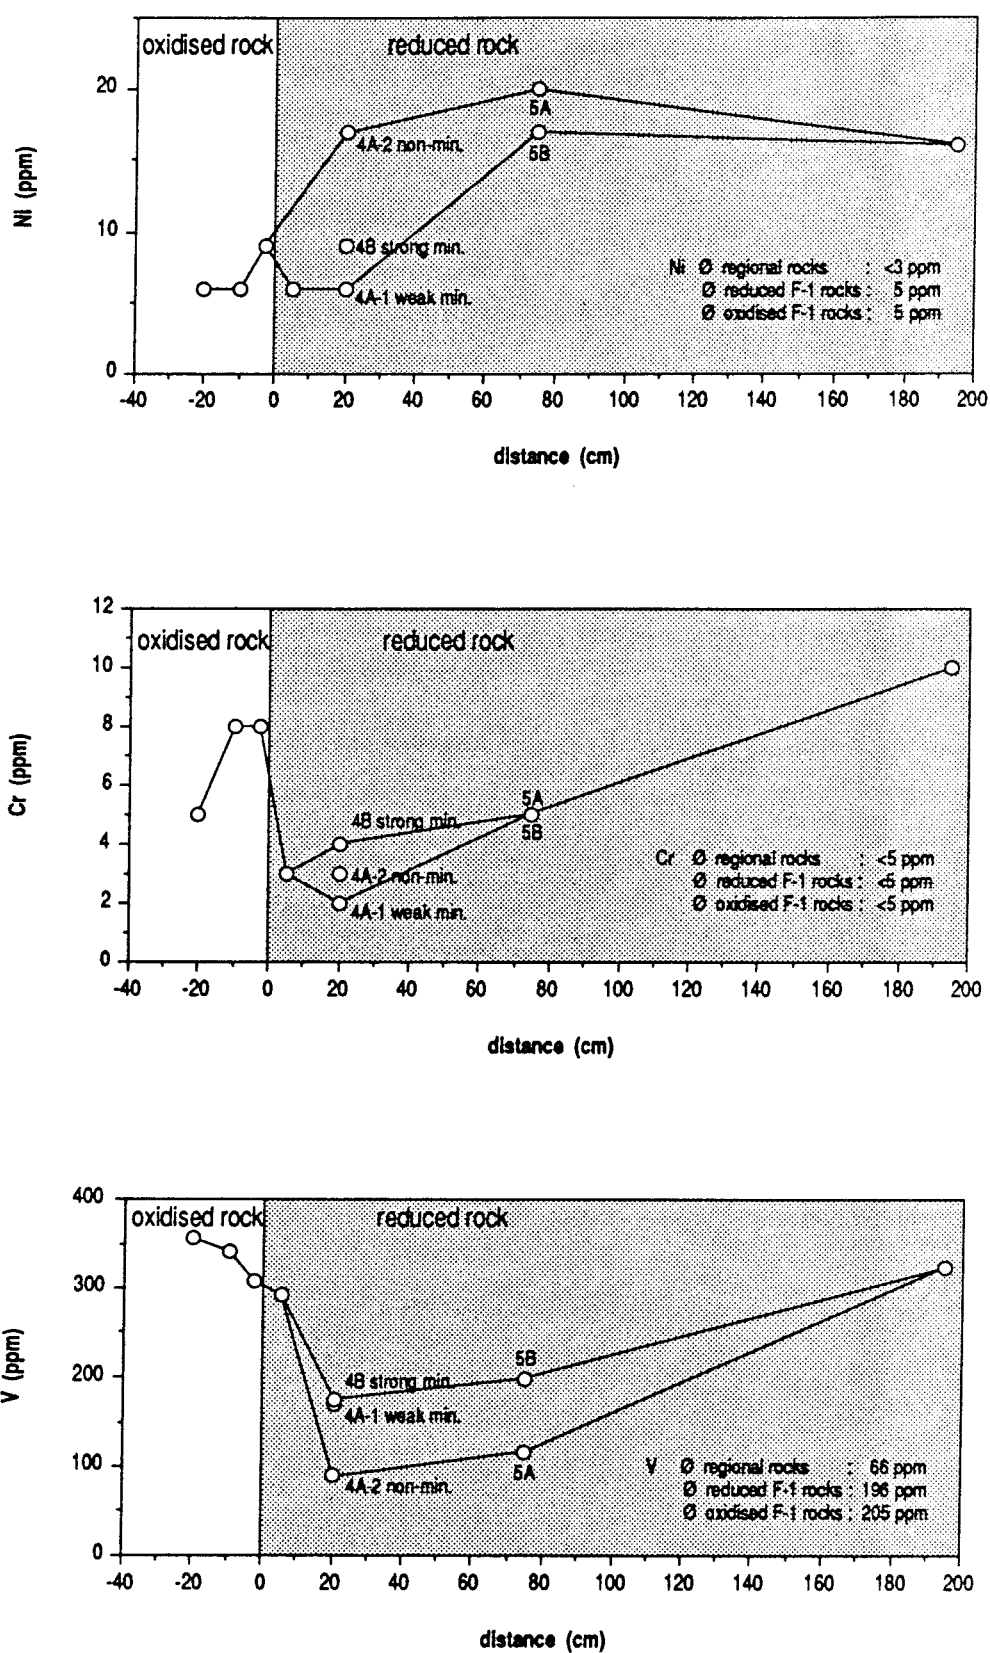 oxidised rock reduced rock
20
5A
4A-2 non-min.
5B
Ni (ppm)
10
4B strong min.
4A-1 weak min.
Ni Ø regional rocks : <3 ppm
Ø reduced F-1 rocks : 5 ppm
Ø oxidised F-1 rocks : 5 ppm
0
-40 -20 0 20 40 60 80 100 120 140 160 180 200
distance (cm)
12
oxidised rock reduced rock
10
8
Cr (ppm)
6
5A
4B strong min.
5B
4
4A-2 non-min.
4A-1 weak min.
2
Cr Ø regional rocks : <5 ppm
Ø reduced F-1 rocks : <5 ppm
Ø oxidised F-1 rocks : <5 ppm
0
-40 -20 0 20 40 60 80 100 120 140 160 180 200
distance (cm)
400
oxidised rock reduced rock
300
V (ppm)
5B
200
4B strong min.
4A-1 weak min.
100
5A
4A-2 non-min.
V Ø regional rocks : 66 ppm
Ø reduced F-1 rocks : 196 ppm
Ø oxidised F-1 rocks : 205 ppm
0
-40 -20 0 20 40 60 80 100 120 140 160 180 200
distance (cm)